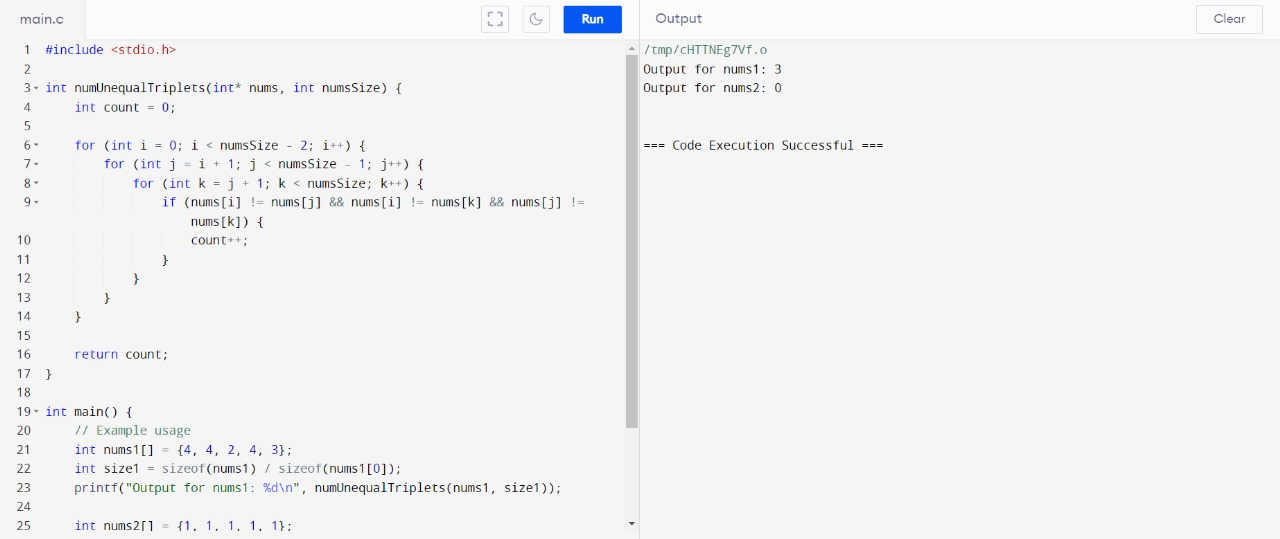 main.c
Run
Output
Clear
1 #include <stdio.h>
2
3 int numUnequalTriplets(int* nums, int numsSize) {
4     int count = 0;
5
6     for (int i = 0; i < numsSize - 2; i++) {
7         for (int j = i + 1; j < numsSize - 1; j++) {
8             for (int k = j + 1; k < numsSize; k++) {
9                 if (nums[i] != nums[j] && nums[i] != nums[k] && nums[j] !=
                    nums[k]) {
10                    count++;
11                }
12            }
13        }
14    }
15
16    return count;
17 }
18
19 int main() {
20    // Example usage
21    int nums1[] = {4, 4, 2, 4, 3};
22    int size1 = sizeof(nums1) / sizeof(nums1[0]);
23    printf("Output for nums1: %d\n", numUnequalTriplets(nums1, size1));
24
25    int nums2[] = {1, 1, 1, 1, 1};
/tmp/cHTTNEg7Vf.o
Output for nums1: 3
Output for nums2: 0
=== Code Execution Successful ===